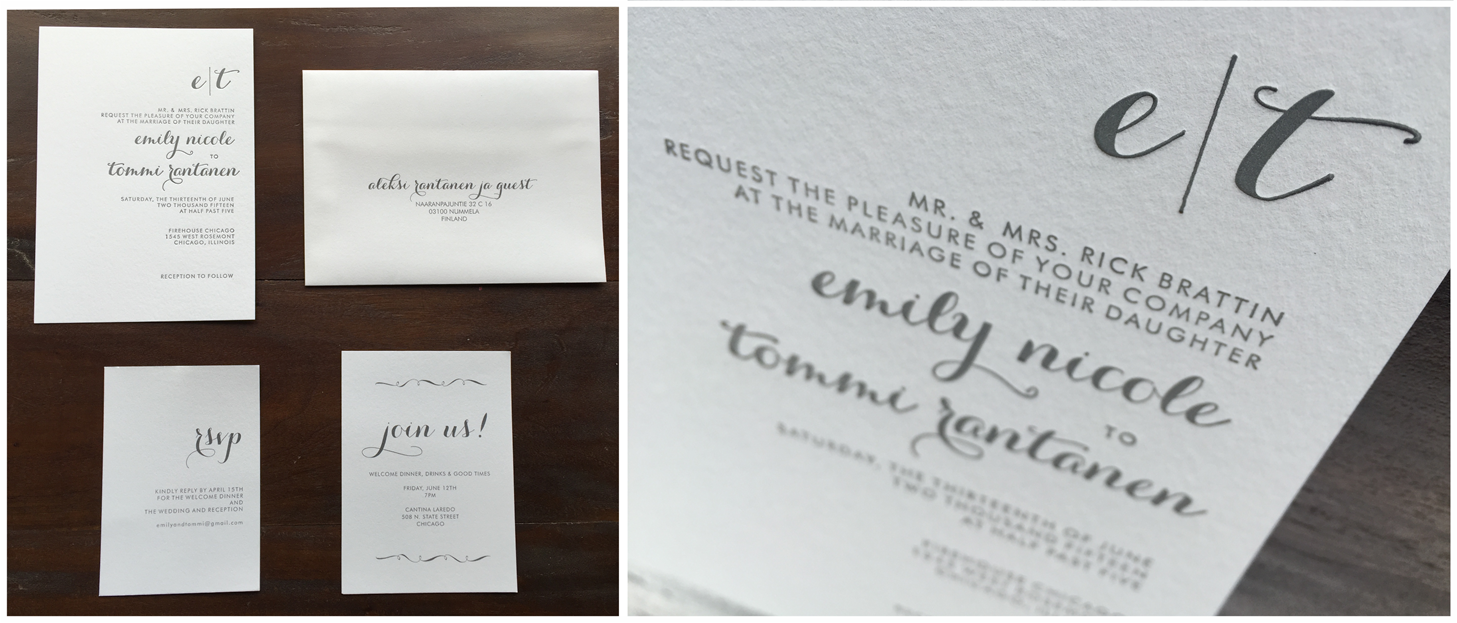 e|t
MR. & MRS. RICK BRATTIN
REQUEST THE PLEASURE OF YOUR COMPANY
AT THE MARRIAGE OF THEIR DAUGHTER
emily nicole
TO
tommi rantanen
SATURDAY, THE THIRTEENTH OF JUNE
TWO THOUSAND FIFTEEN
AT HALF PAST FIVE
FIREHOUSE CHICAGO
1545 WEST ROSEMONT
CHICAGO, ILLINOIS
RECEPTION TO FOLLOW
aleksi rantanen ja guest
NAARANPAJUNTIE 32 C 16
03100 NUMMELA
FINLAND
rsvp
KINDLY REPLY BY APRIL 15TH
FOR THE WELCOME DINNER
AND
THE WEDDING AND RECEPTION
emilyandtommi@gmail.com
join us!
WELCOME DINNER, DRINKS & GOOD TIMES
FRIDAY, JUNE 12TH
7PM
CANTINA LAREDO
508 N. STATE STREET
CHICAGO
e|t
MR. & MRS. RICK BRATTIN
REQUEST THE PLEASURE OF YOUR COMPANY
AT THE MARRIAGE OF THEIR DAUGHTER
emily nicole
TO
tommi rantanen
SATURDAY, THE THIRTEENTH OF JUNE
TWO THOUSAND FIFTEEN
AT HALF PAST FIVE
FIREHOUSE CHICAGO